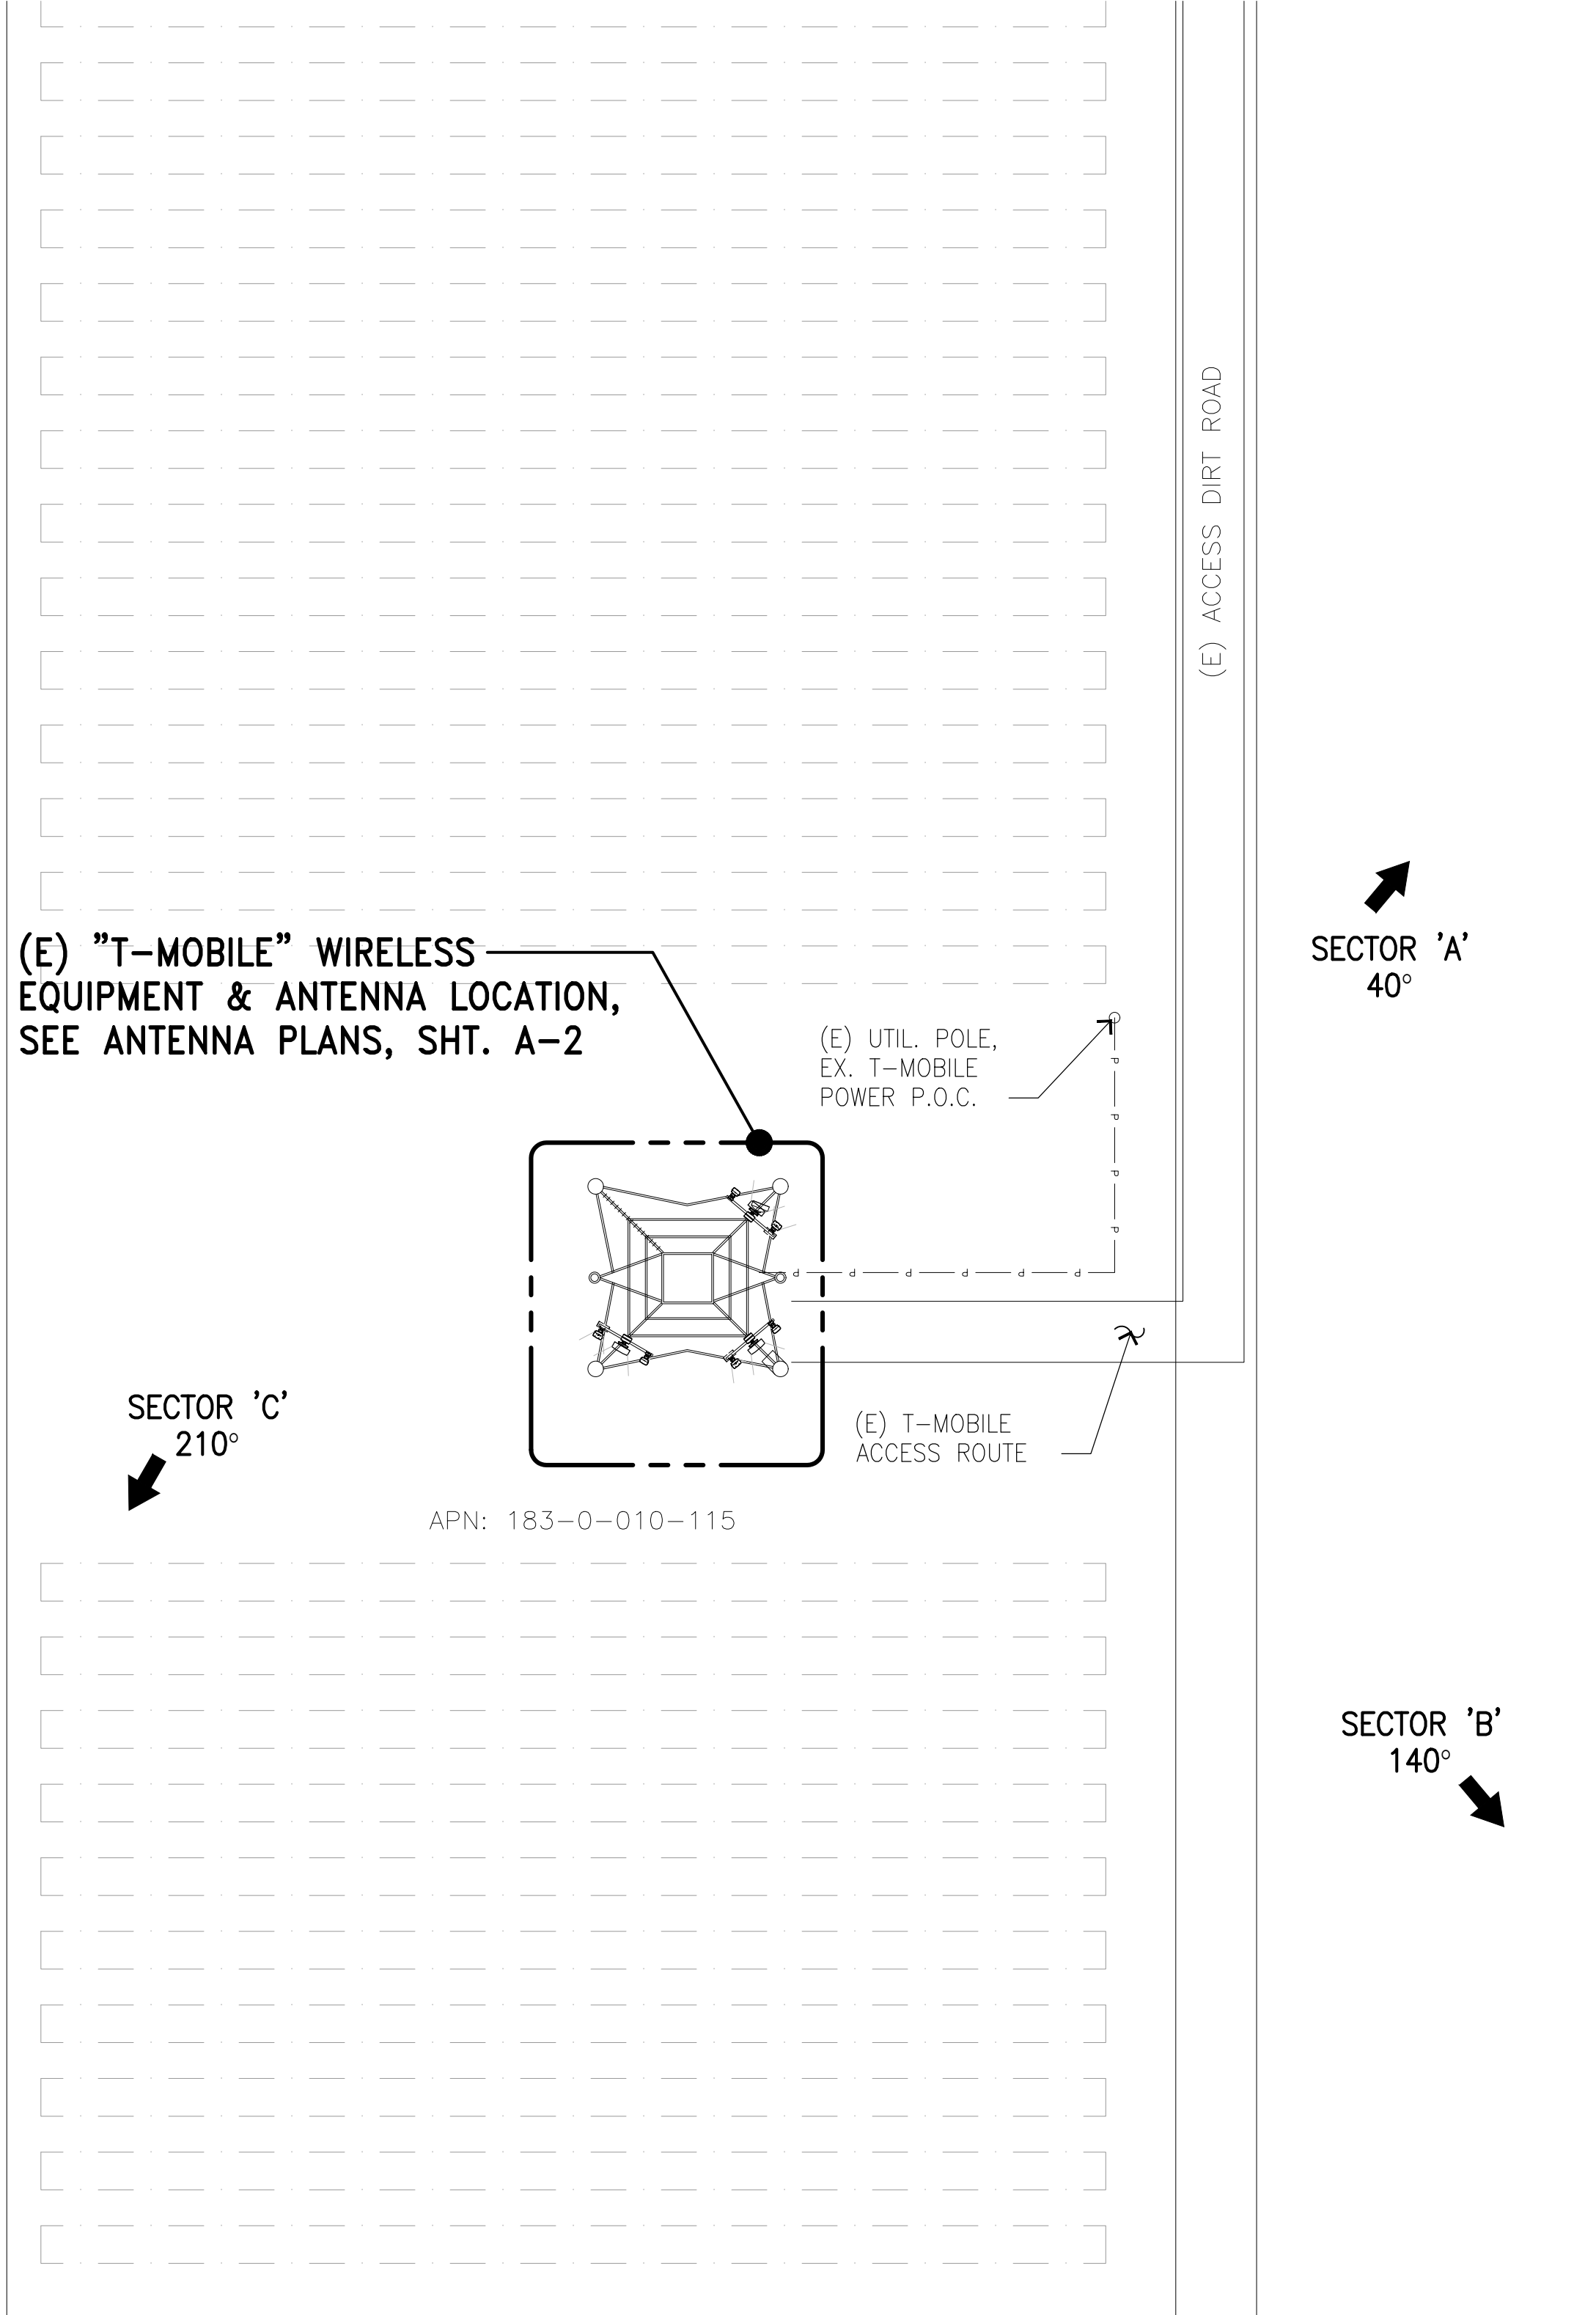 (E) ACCESS DIRT ROAD
(E) ”T-MOBILE” WIRELESS
EQUIPMENT & ANTENNA LOCATION,
SEE ANTENNA PLANS, SHT. A-2
SECTOR 'A'
40°
(E) UTIL. POLE,
EX. T-MOBILE
POWER P.O.C.
P
P
P
P
P
P
P
P
P
P
SECTOR 'C'
210°
(E) T-MOBILE
ACCESS ROUTE
APN: 183-0-010-115
SECTOR 'B'
140°